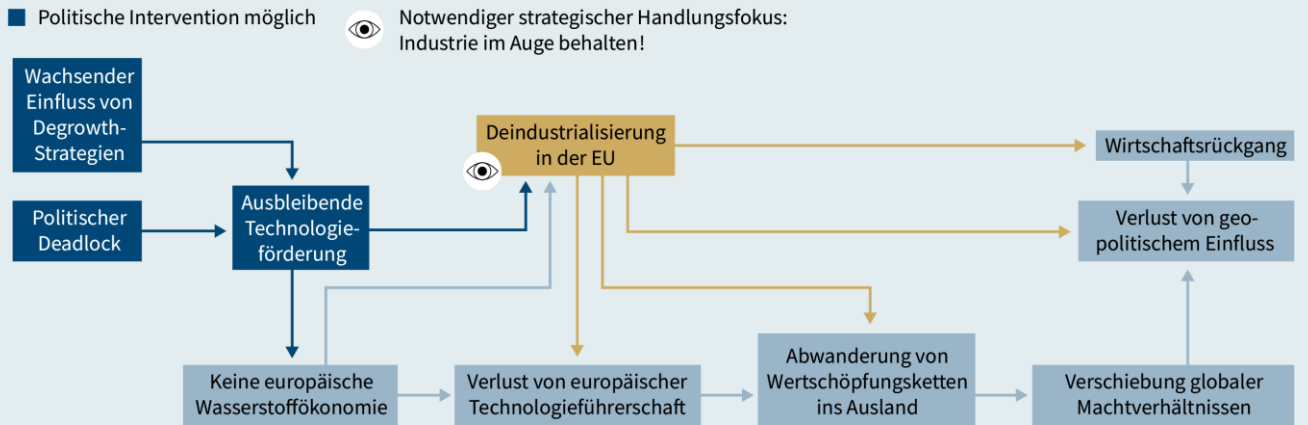 Politische Intervention möglich
Notwendiger strategischer Handlungsfokus:
Industrie im Auge behalten!
Wachsender
Einfluss von
Degrowth-
Strategien
Politischer
Deadlock
Ausbleibende
Technologie-
förderung
Deindustrialisierung
in der EU
Wirtschaftsrückgang
Verlust von geo-
politischem Einfluss
Keine europäische
Wasserstoffökonomie
Verlust von europäischer
Technologieführerschaft
Abwanderung von
Wertschöpfungsketten
ins Ausland
Verschiebung globaler
Machtverhältnissen